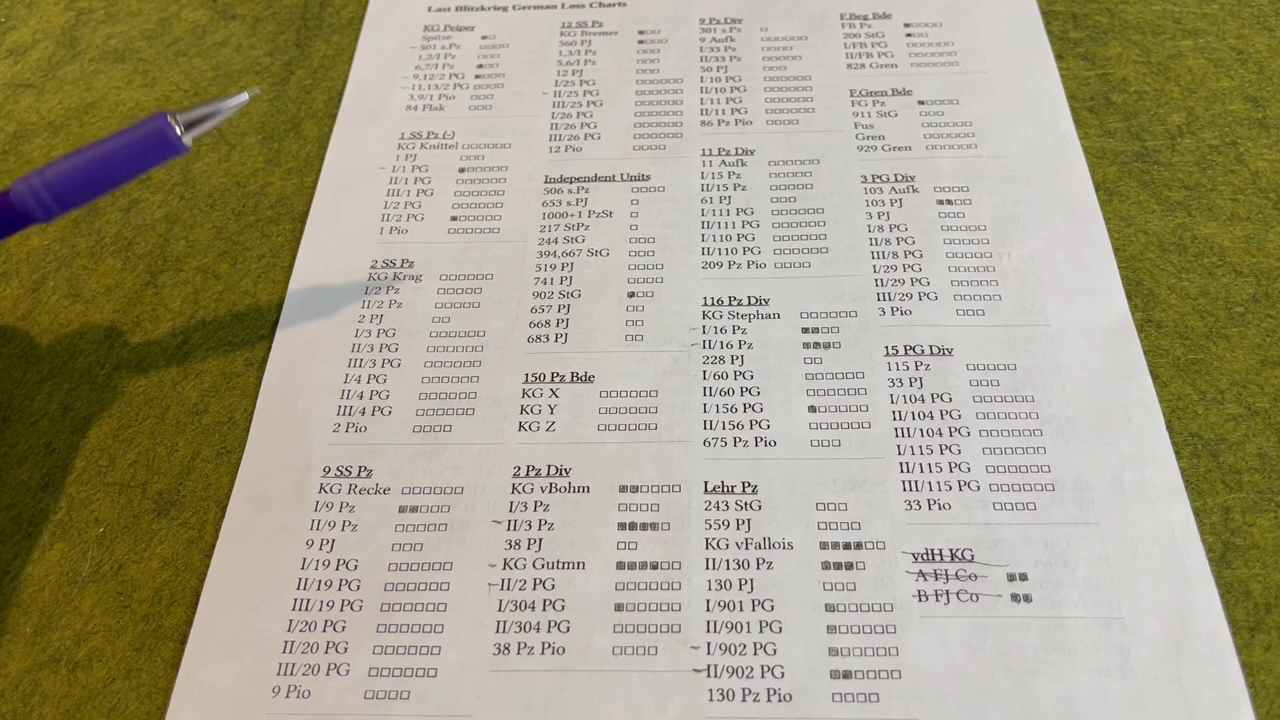 Last Blitzkrieg German Loss Charts
KG Peiper
Spitze
501 s.Pz
1,2/I Pz
6,7/I Pz
9,12/2 PG
11,13/2 PG
3,9/1 Pio
84 Flak
1 SS Pz (-)
KG Knittel
1 PJ
I/1 PG
II/1 PG
III/1 PG
I/2 PG
II/2 PG
1 Pio
2 SS Pz
KG Krag
I/2 Pz
II/2 Pz
2 PJ
I/3 PG
II/3 PG
III/3 PG
I/4 PG
II/4 PG
III/4 PG
2 Pio
9 SS Pz
KG Recke
I/9 Pz
II/9 Pz
9 PJ
I/19 PG
II/19 PG
III/19 PG
I/20 PG
II/20 PG
III/20 PG
9 Pio
12 SS Pz
KG Bremer
560 PJ
1,3/I Pz
5,6/I Pz
12 PJ
I/25 PG
II/25 PG
III/25 PG
I/26 PG
II/26 PG
III/26 PG
12 Pio
Independent Units
506 s.Pz
653 s.PJ
1000+1 PzSt
217 StPz
244 StG
394,667 StG
519 PJ
741 PJ
902 StG
657 PJ
668 PJ
683 PJ
150 Pz Bde
KG X
KG Y
KG Z
2 Pz Div
KG vBohm
I/3 Pz
II/3 Pz
38 PJ
KG Gutmn
II/2 PG
I/304 PG
II/304 PG
38 Pz Pio
9 Pz Div
301 s.Pz
9 Aufk
I/33 Pz
II/33 Pz
50 PJ
I/10 PG
II/10 PG
I/11 PG
II/11 PG
86 Pz Pio
11 Pz Div
11 Aufk
I/15 Pz
II/15 Pz
61 PJ
I/111 PG
II/111 PG
I/110 PG
II/110 PG
209 Pz Pio
116 Pz Div
KG Stephan
I/16 Pz
II/16 Pz
228 PJ
I/60 PG
II/60 PG
I/156 PG
II/156 PG
675 Pz Pio
Lehr Pz
243 StG
559 PJ
KG vFallois
II/130 Pz
130 PJ
I/901 PG
II/901 PG
I/902 PG
II/902 PG
130 Pz Pio
F.Beg Bde
FB Pz
200 StG
I/FB PG
II/FB PG
828 Gren
F.Gren Bde
FG Pz
911 StG
Fus
Gren
929 Gren
3 PG Div
103 Aufk
103 PJ
3 PJ
I/8 PG
II/8 PG
III/8 PG
I/29 PG
II/29 PG
III/29 PG
3 Pio
15 PG Div
115 Pz
33 PJ
I/104 PG
II/104 PG
III/104 PG
I/115 PG
II/115 PG
III/115 PG
33 Pio
vdH KG
A FJ Co
B FJ Co